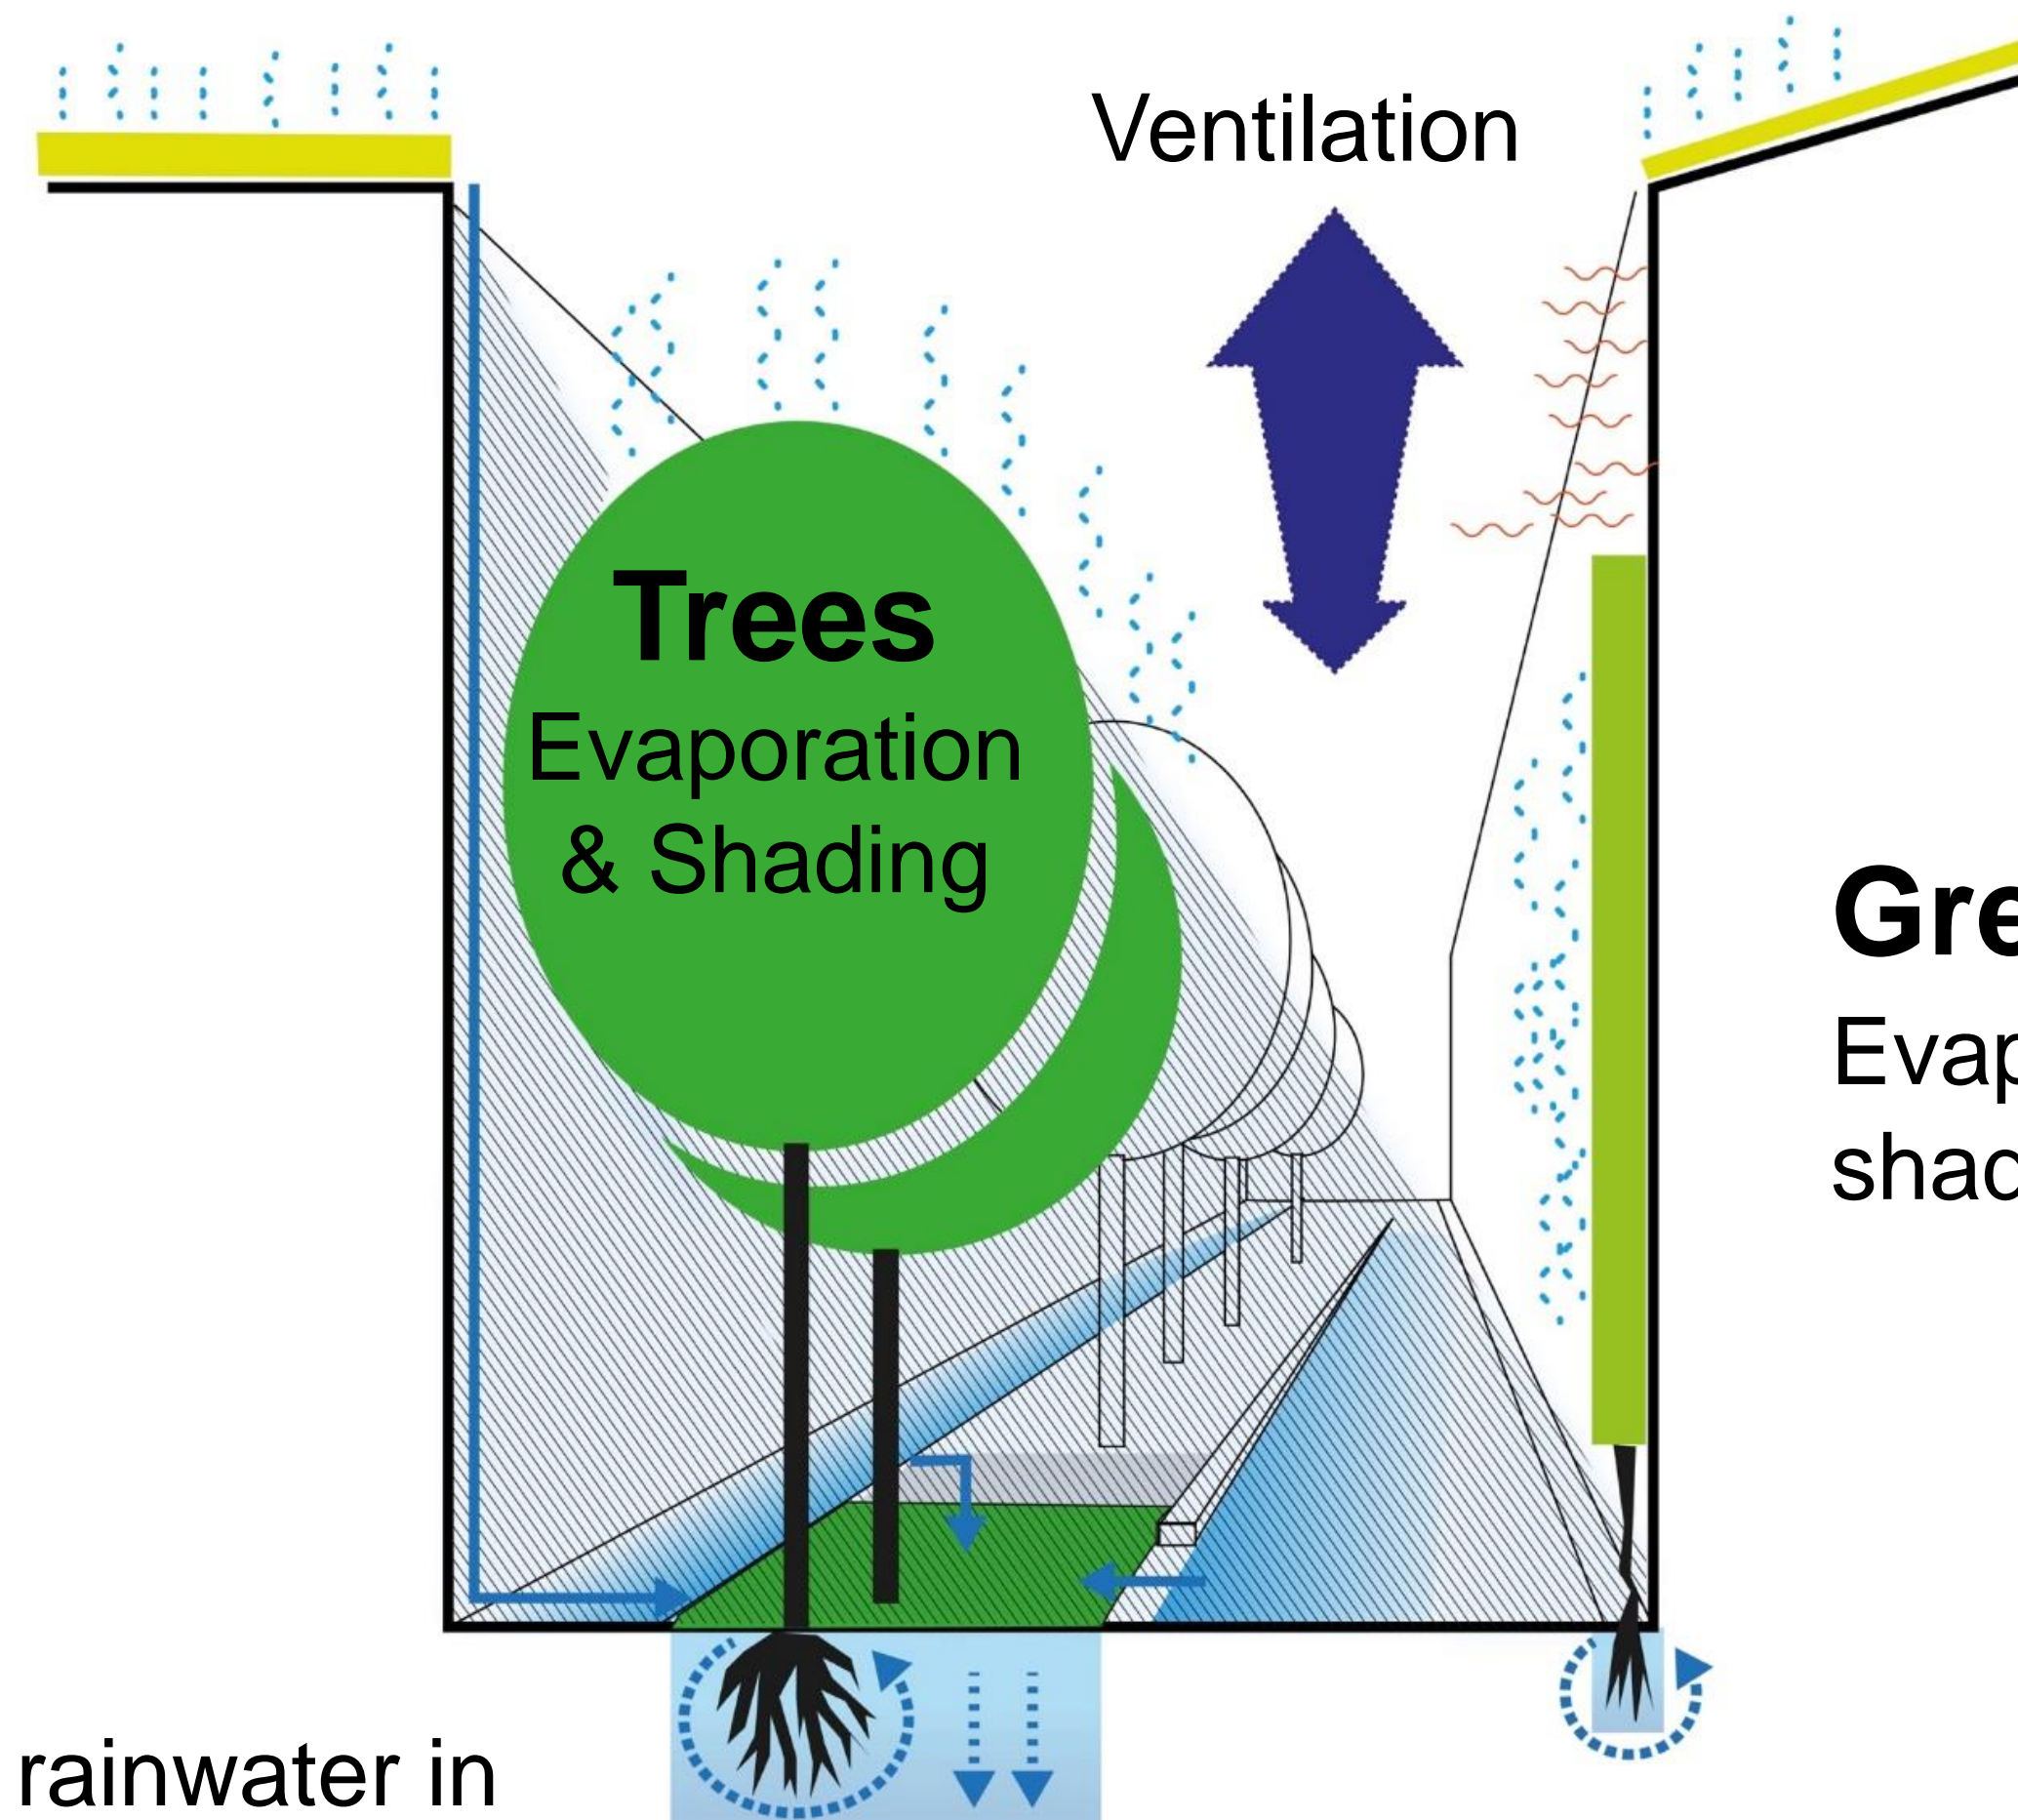 Ventilation
Trees
Evaporation
& Shading
rainwater in